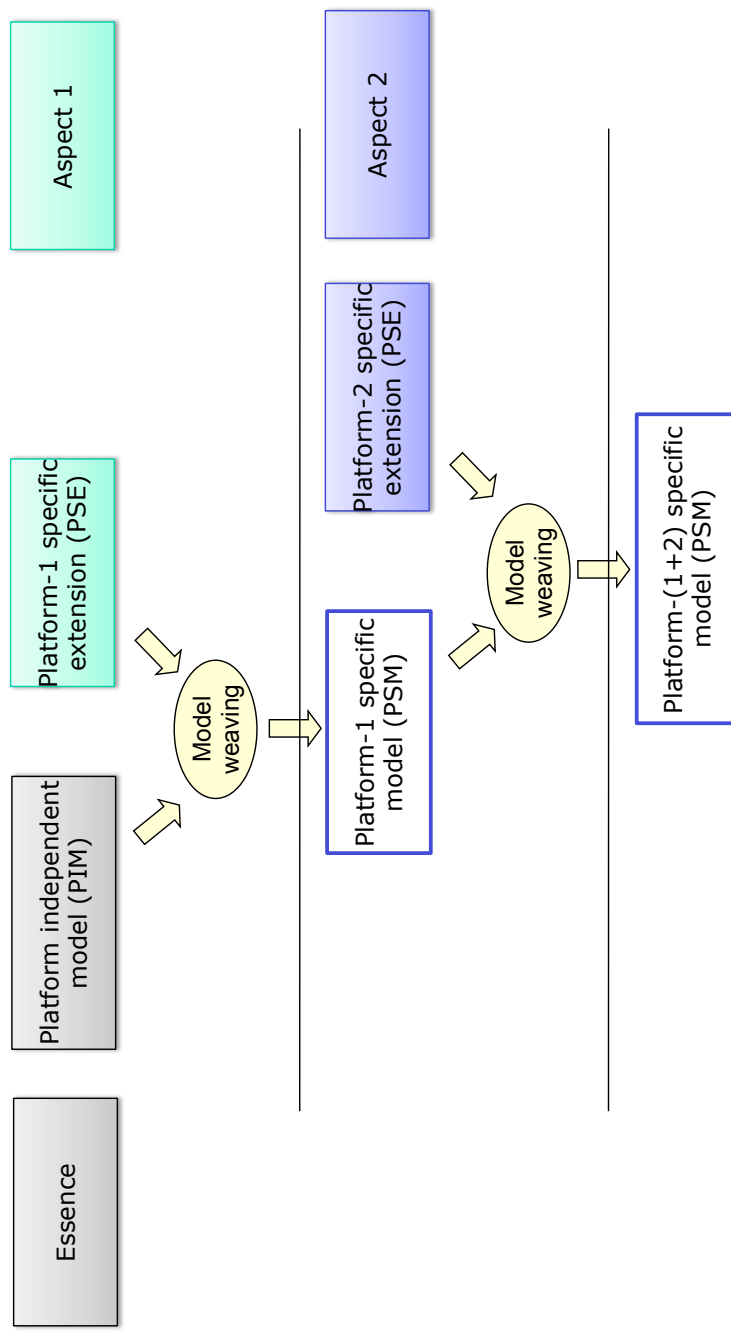 Essence
Platform independent
model (PIM)
Platform-1 specific
extension (PSE)
Aspect 1
Model
weaving
Platform-1 specific
model (PSM)
Platform-2 specific
extension (PSE)
Aspect 2
Model
weaving
Platform-(1+2) specific
model (PSM)